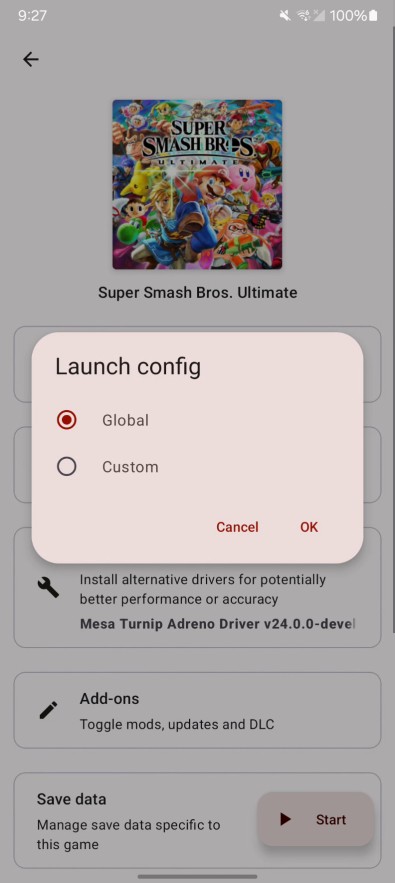 9:27
100%
SUPER
SMASH BROS.
ULTIMATE
Super Smash Bros. Ultimate
Launch config
Global
Custom
Cancel
OK
Install alternative drivers for potentially
better performance or accuracy
Mesa Turnip Adreno Driver v24.0.0-devel
Add-ons
Toggle mods, updates and DLC
Save data
Manage save data specific to
this game
Start